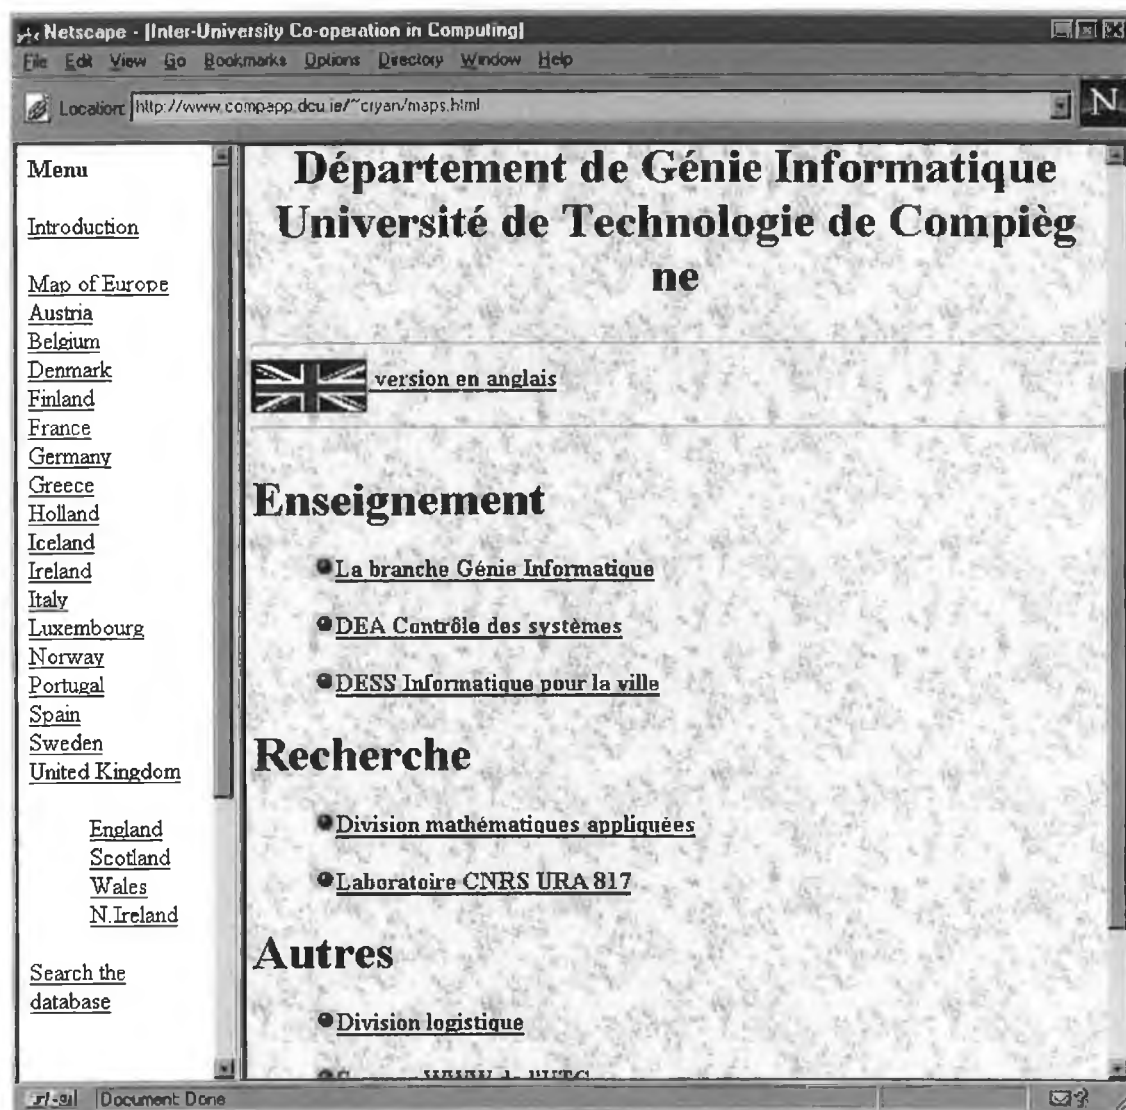 Netscape - [Inter-University Co-operation in Computing]
File Edit View Go Bookmarks Options Directory Window Help
Location: http://www.compapp.dcu.ie/~cryan/maps.html
N
Menu
Introduction
Map of Europe
Austria
Belgium
Denmark
Finland
France
Germany
Greece
Holland
Iceland
Ireland
Italy
Luxembourg
Norway
Portugal
Spain
Sweden
United Kingdom
England
Scotland
Wales
N.Ireland
Search the
database
Département de Génie Informatique
Université de Technologie de Compièg
ne
version en anglais
Enseignement
La branche Génie Informatique
DEA Contrôle des systèmes
DESS Informatique pour la ville
Recherche
Division mathématiques appliquées
Laboratoire CNRS URA 817
Autres
Division logistique
WWW de l'UTC
Document: Done